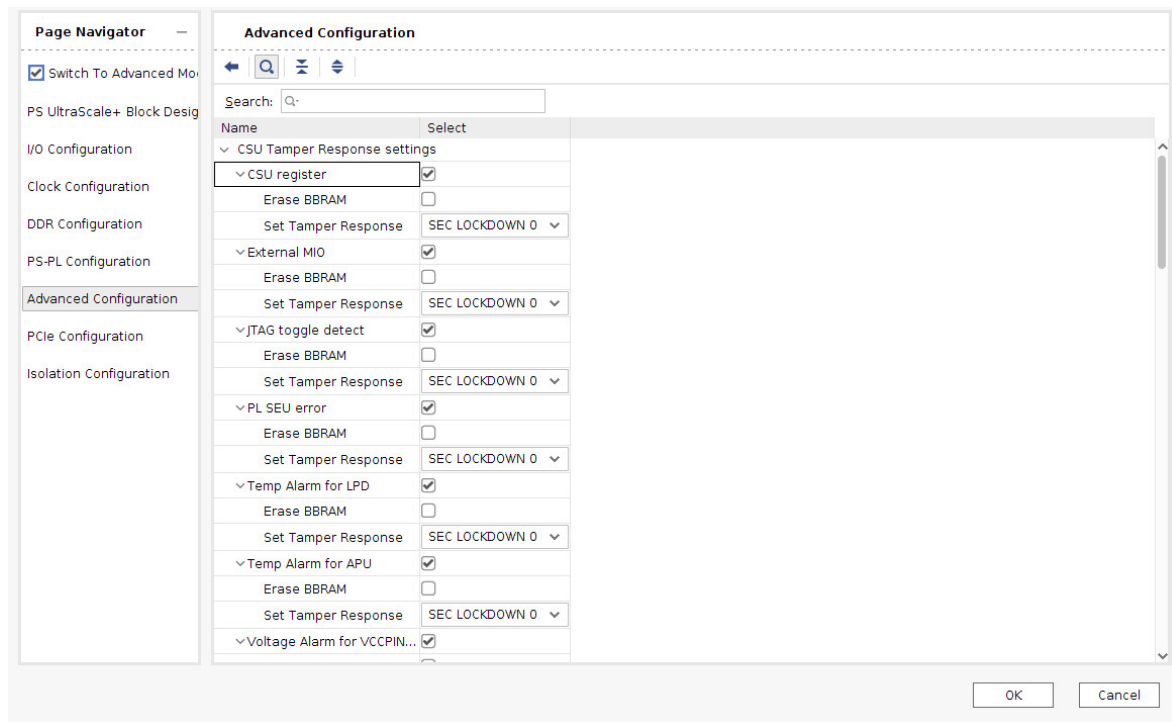 Page Navigator —
Switch To Advanced Mo
PS UltraScale+ Block Desig
I/O Configuration
Clock Configuration
DDR Configuration
PS-PL Configuration
Advanced Configuration
PCIe Configuration
Isolation Configuration
Advanced Configuration
Search:
Name Select
CSU Tamper Response settings
CSU register
Erase BBRAM
Set Tamper Response SEC LOCKDOWN 0
External MIO
Erase BBRAM
Set Tamper Response SEC LOCKDOWN 0
JTAG toggle detect
Erase BBRAM
Set Tamper Response SEC LOCKDOWN 0
PL SEU error
Erase BBRAM
Set Tamper Response SEC LOCKDOWN 0
Temp Alarm for LPD
Erase BBRAM
Set Tamper Response SEC LOCKDOWN 0
Temp Alarm for APU
Erase BBRAM
Set Tamper Response SEC LOCKDOWN 0
Voltage Alarm for VCCPIN...
OK Cancel